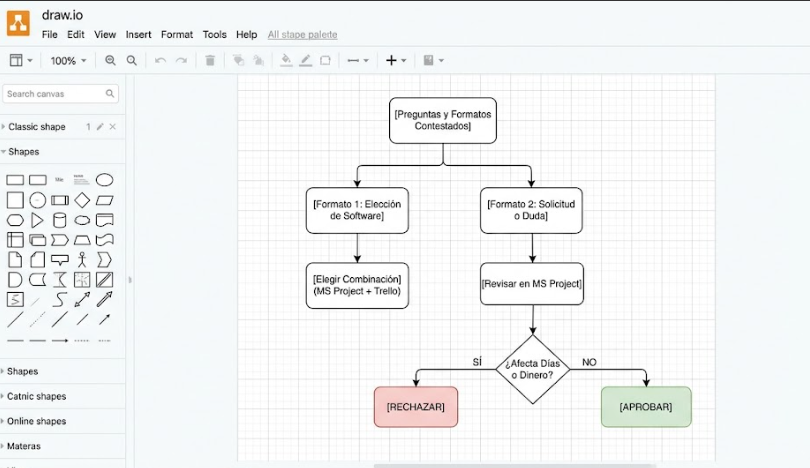 draw.io
File Edit View Insert Format Tools Help All stape paleite
100%
Search canvas
Classic shape 1
Shapes
Shapes
Catnic shapes
Online shapes
Materas
[Preguntas y Formatos
Contestados]
[Formato 1: Elección
de Software]
[Formato 2: Solicitud
o Duda]
[Elegir Combinación]
(MS Project + Trello)
[Revisar en MS Project]
¿Afecta Días
o Dinero?
SÍ
NO
[RECHAZAR]
[APROBAR]